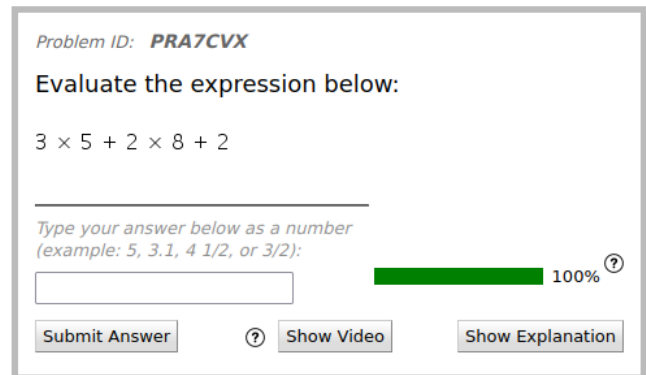 Problem ID: PRA7CVX
Evaluate the expression below:
3 × 5 + 2 × 8 + 2
Type your answer below as a number
(example: 5, 3.1, 4 1/2, or 3/2):
100% ?
Submit Answer ? Show Video Show Explanation